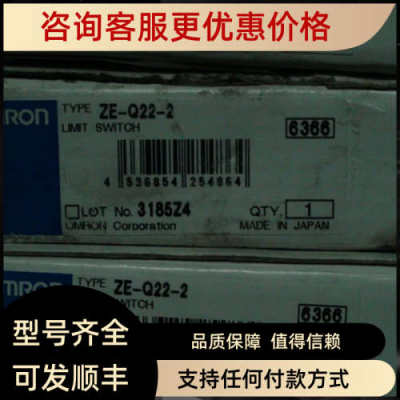 咨询客服更优惠价格
MRON
TYPE ZE-Q22-2
LIMIT SWITCH
6366
4 536854 254864
LOT No. 3185Z4
QTY. 1
OMRON Corporation
MADE IN JAPAN
MRON
TYPE ZE-Q22-2
SWITCH
6366
型号齐全
可发顺丰
品质保障 值得信赖
支持任何付款方式